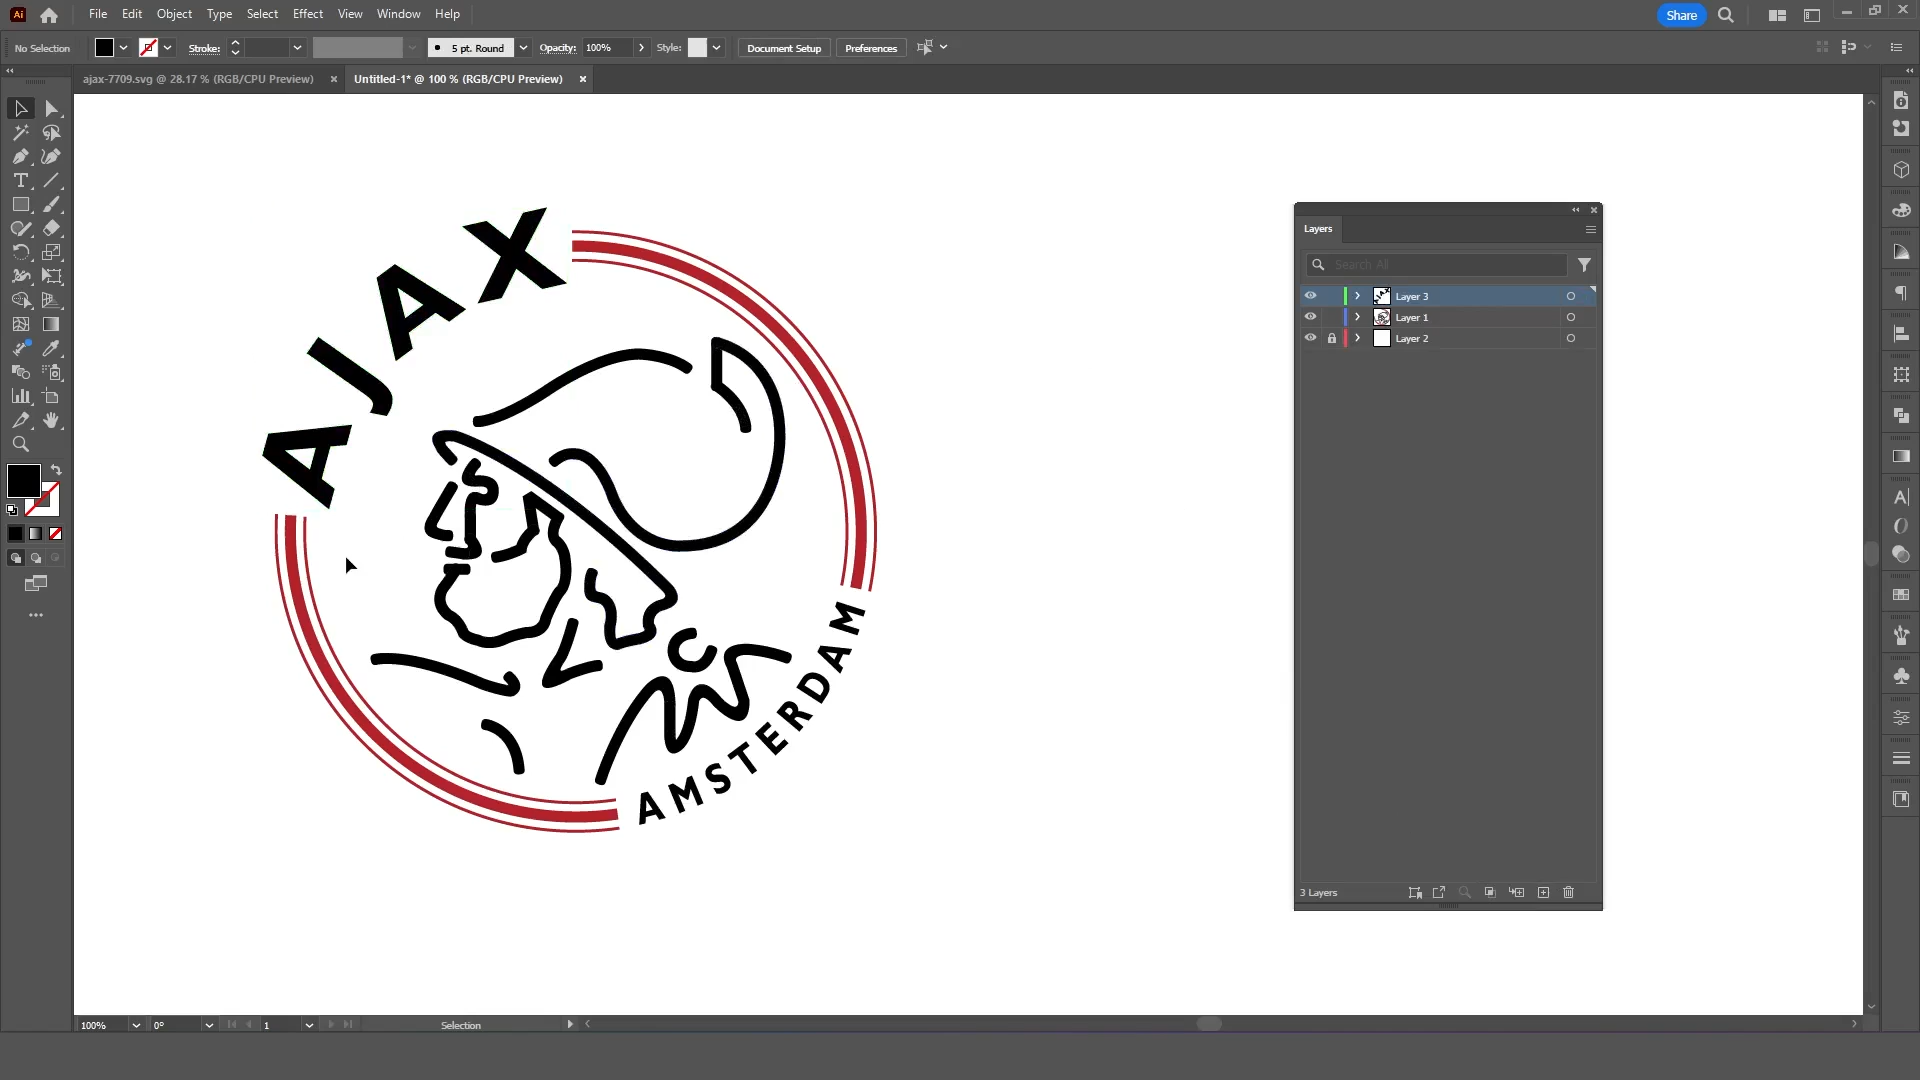 Ai File Edit Object Type Select Effect View Window Help Share
No Selection Stroke: 5 pt. Round Opacity: 100% Style: Document Setup Preferences
ajax-7709.svg @ 28.17 % (RGB/CPU Preview) Untitled-1* @ 100 % (RGB/CPU Preview)
AJAX
AMSTERDAM
Layers
Search All
Layer 3
Layer 1
Layer 2
3 Layers
100% 0° 1 Selection